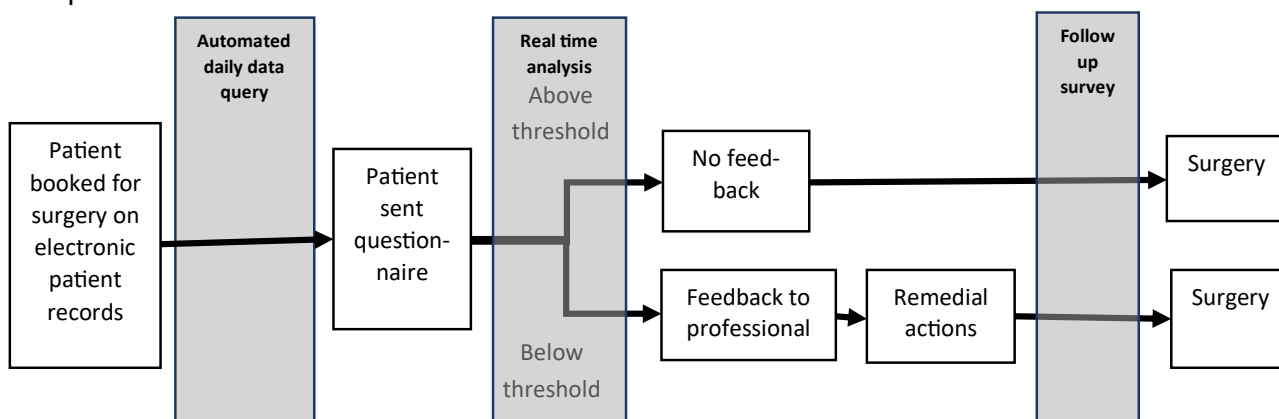 Automated
daily data
query
Real time
analysis
Above
threshold
Follow
up
survey
Patient
booked for
surgery on
electronic
patient
records
Patient
sent
question-
naire
No feed-
back
Surgery
Feedback to
professional
Remedial
actions
Surgery
Below
threshold